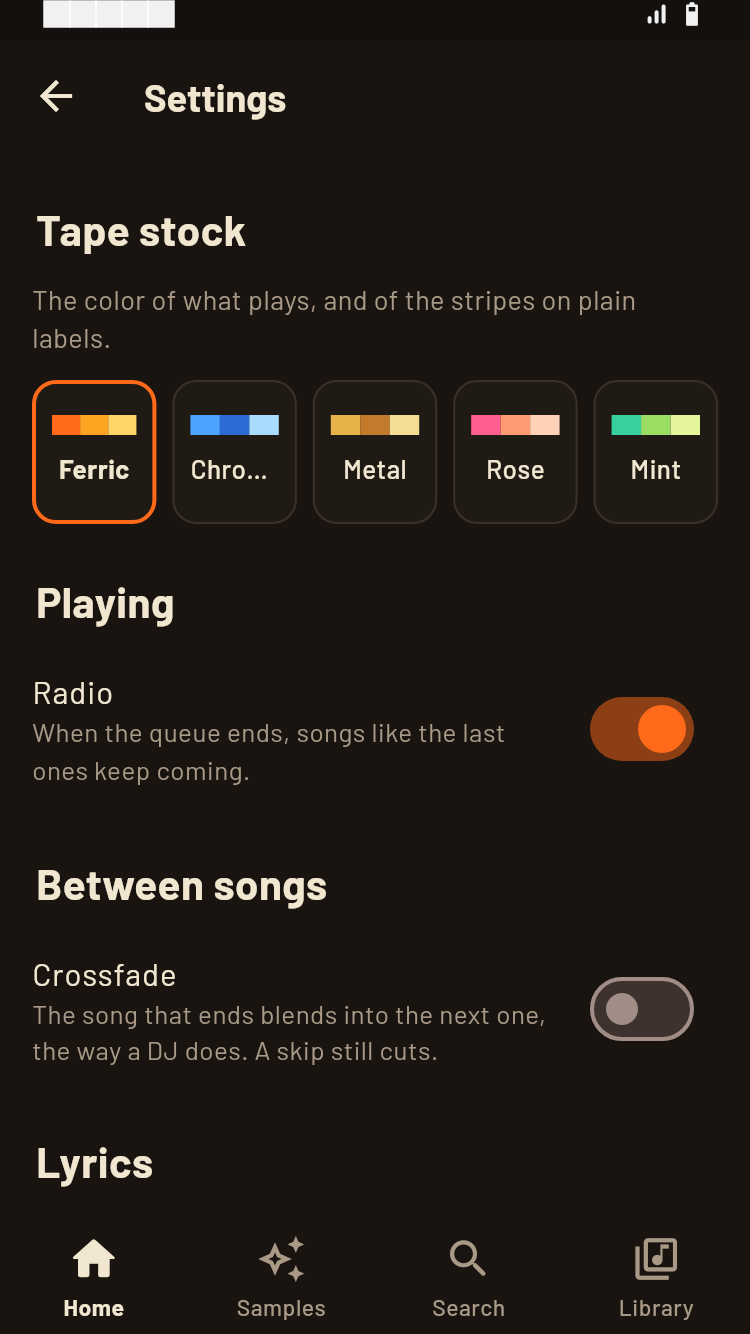 Settings
Tape stock
The color of what plays, and of the stripes on plain
labels.
Ferric
Chro...
Metal
Rose
Mint
Playing
Radio
When the queue ends, songs like the last
ones keep coming.
Between songs
Crossfade
The song that ends blends into the next one,
the way a DJ does. A skip still cuts.
Lyrics
Home
Samples
Search
Library